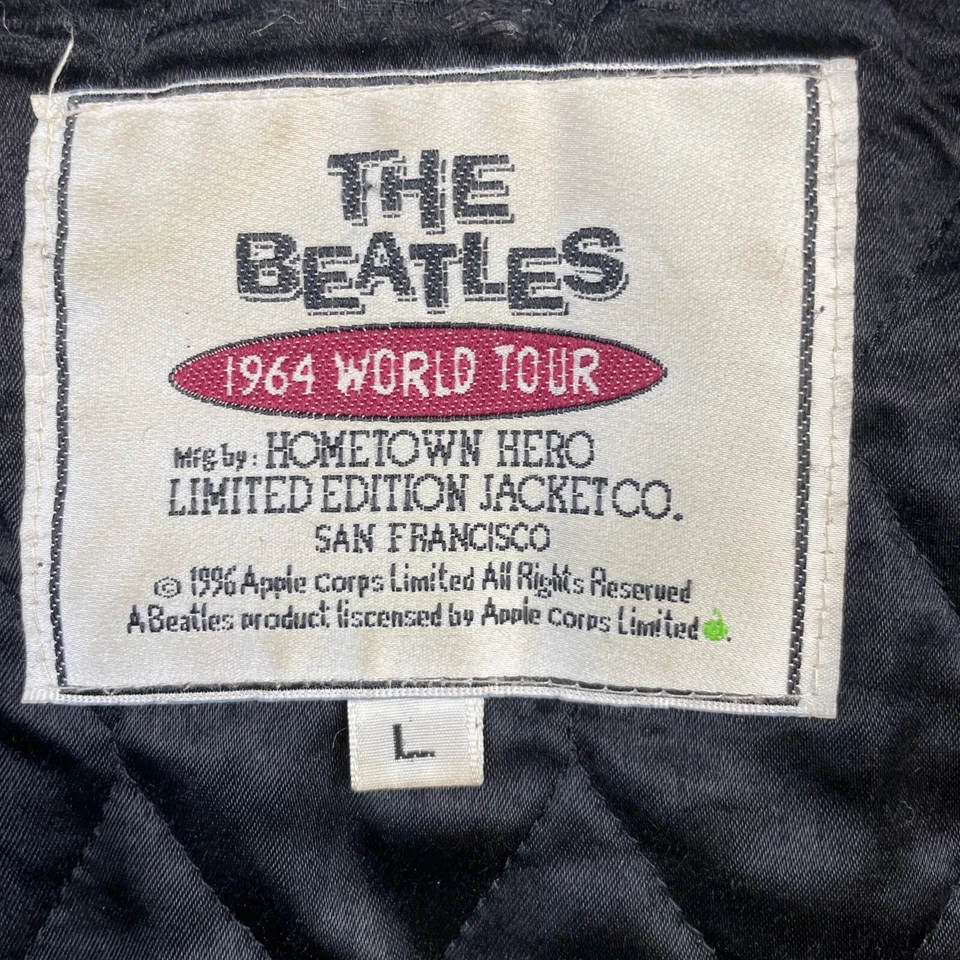 THE
BEATLES
1964 WORLD TOUR
Mfg by: HOMETOWN HERO
LIMITED EDITION JACKET CO.
SAN FRANCISCO
© 1996 Apple Corps Limited All Rights Reserved
A Beatles product liscensed by Apple Corps Limited.
L